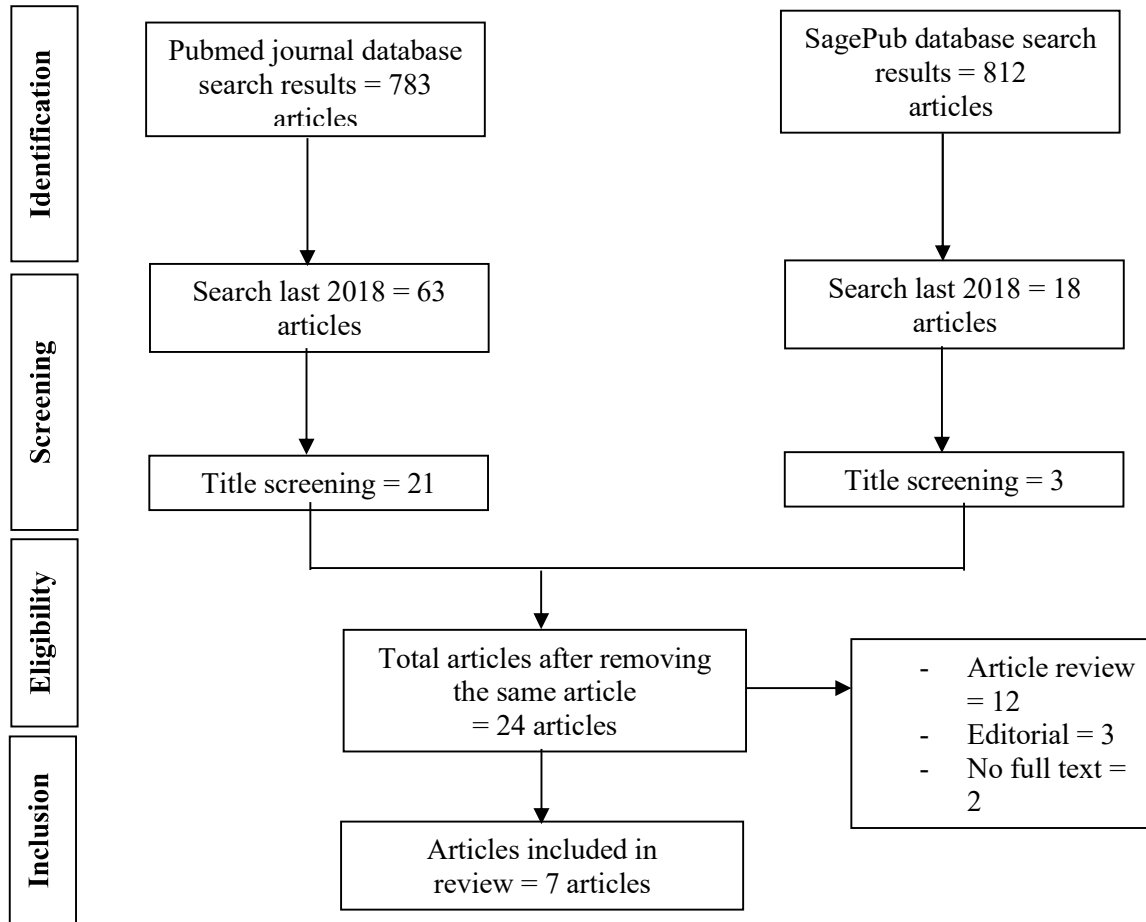 Identification
Pubmed journal database
search results = 783
articles
SagePub database search
results = 812
articles
Screening
Search last 2018 = 63
articles
Search last 2018 = 18
articles
Title screening = 21
Title screening = 3
Eligibility
Total articles after removing
the same article
= 24 articles
- Article review
= 12
- Editorial = 3
- No full text =
2
Inclusion
Articles included in
review = 7 articles